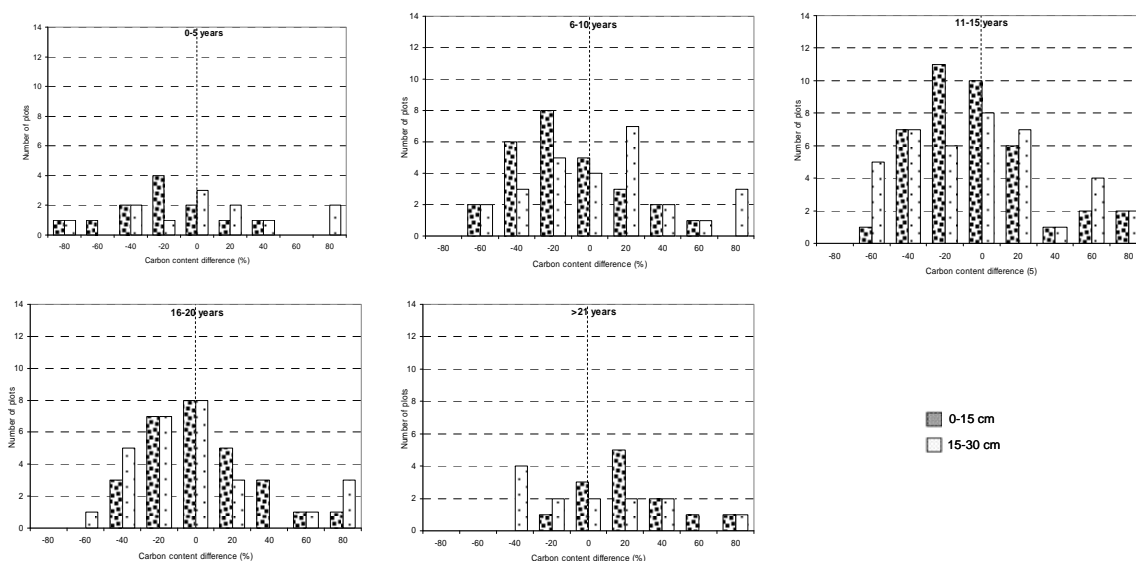 0-5 years
14
12
10
8
6
4
2
0
Number of plots
-80 -60 -40 -20 0 20 40 60 80
Carbon content difference (%)
6-10 years
14
12
10
8
6
4
2
0
Number of plots
-60 -40 -20 0 20 40 60 80
Carbon content difference (%)
11-15 years
14
12
10
8
6
4
2
0
Number of plots
-80 -60 -40 -20 0 20 40 60 80
Carbon content difference (5)
16-20 years
14
12
10
8
6
4
2
0
Number of plots
-80 -60 -40 -20 0 20 40 60 80
Carbon content difference (%)
>21 years
14
12
10
8
6
4
2
0
Number of plots
-80 -60 -40 -20 0 20 40 60 80
Carbon content difference (%)
0-15 cm
15-30 cm